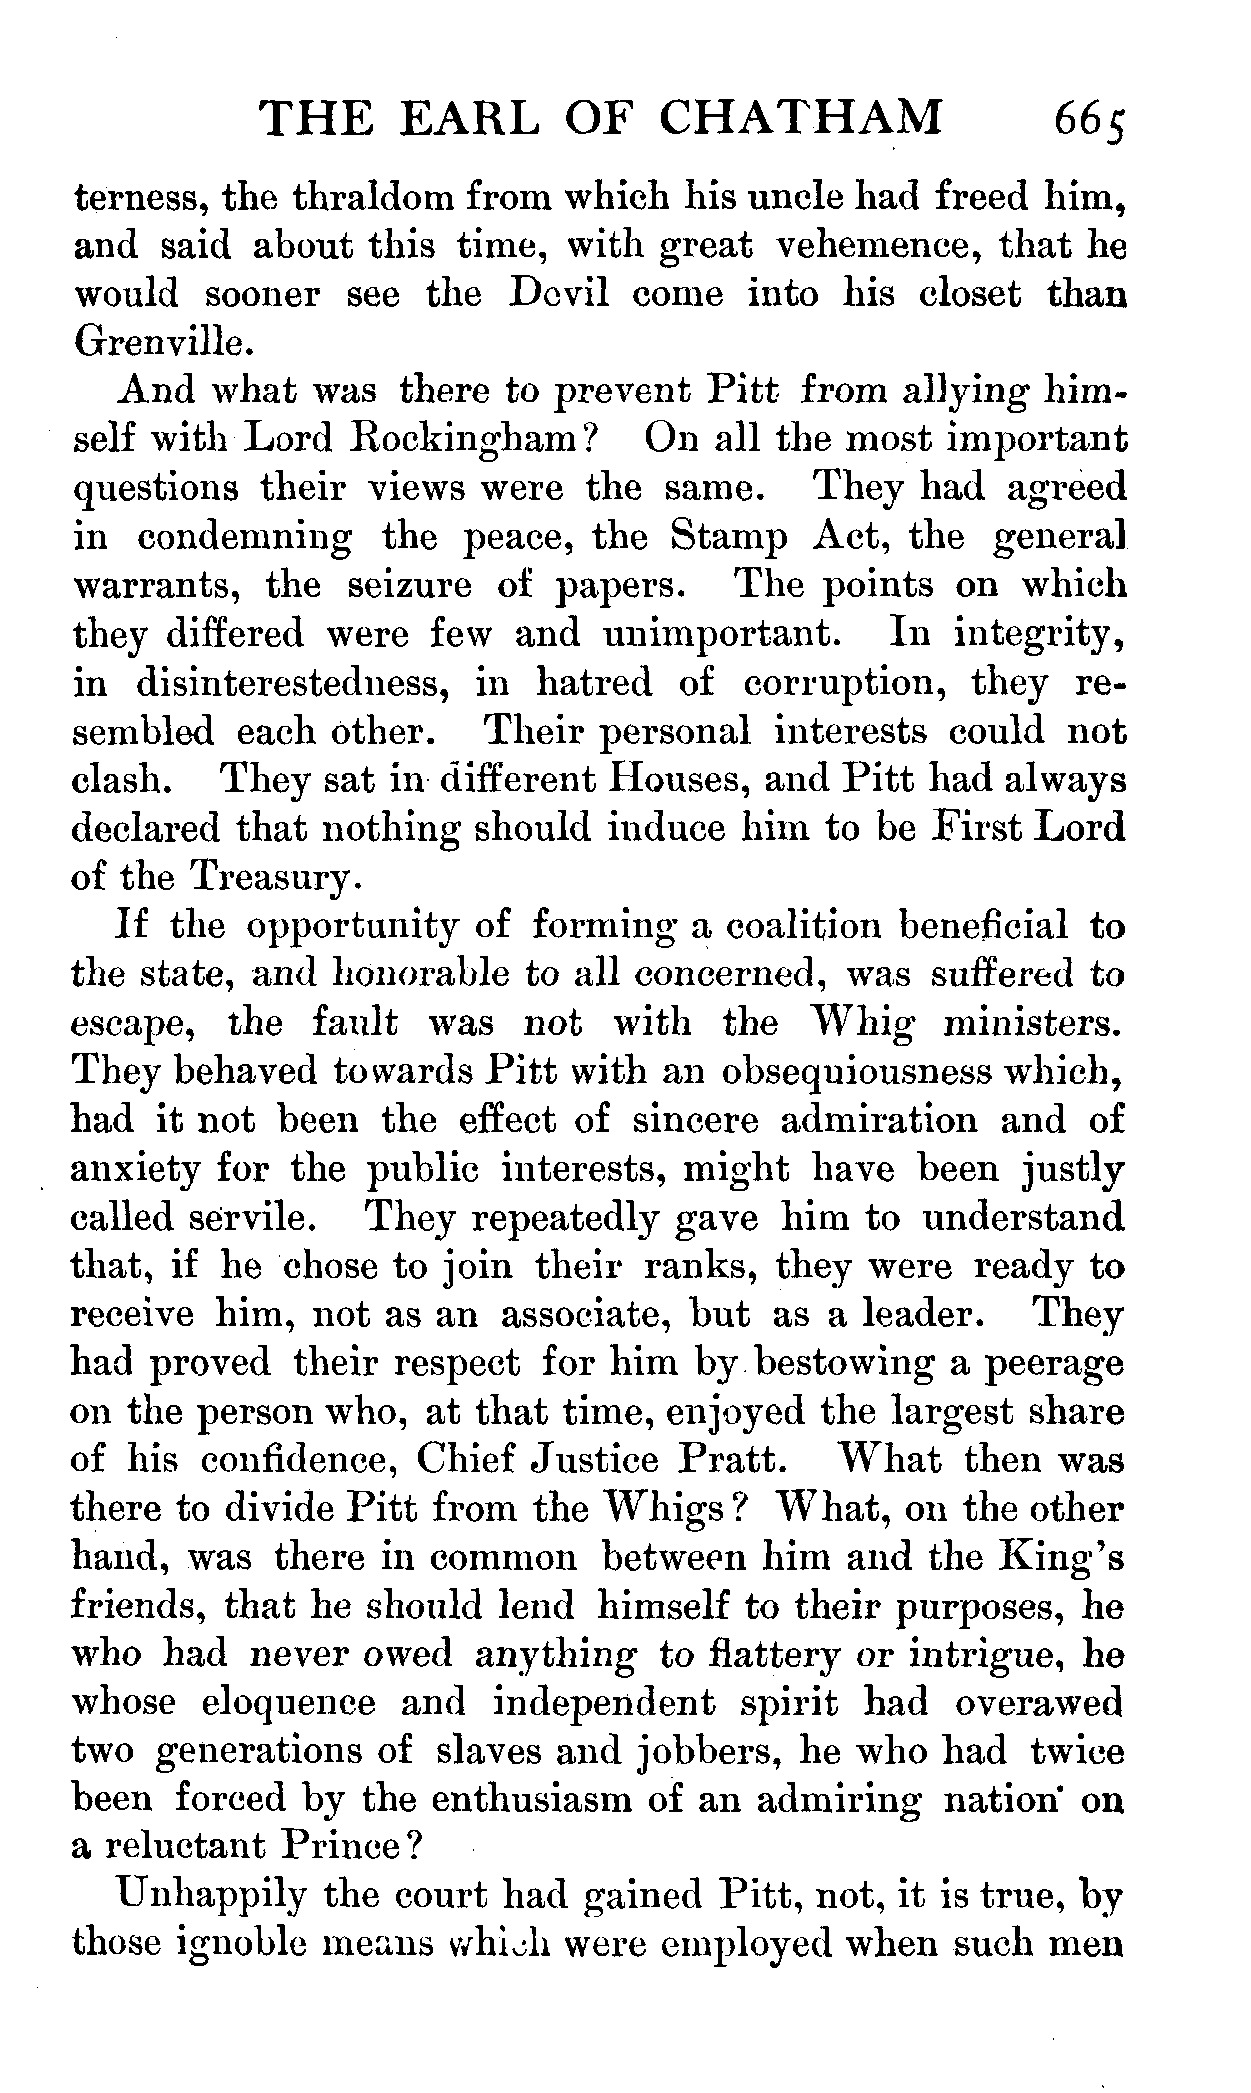 THE EARL OF CHATHAM 665
terness, the thraldom from which his uncle had freed him,
and said about this time, with great vehemence, that he
would sooner see the Devil come into his closet than
Grenville.
And what was there to prevent Pitt from allying him-
self with Lord Rockingham? On all the most important
questions their views were the same. They had agreed
in condemning the peace, the Stamp Act, the general
warrants, the seizure of papers. The points on which
they differed were few and unimportant. In integrity,
in disinterestedness, in hatred of corruption, they re-
sembled each other. Their personal interests could not
clash. They sat in different Houses, and Pitt had always
declared that nothing should induce him to be First Lord
of the Treasury.
If the opportunity of forming a coalition beneficial to
the state, and honorable to all concerned, was suffered to
escape, the fault was not with the Whig ministers.
They behaved towards Pitt with an obsequiousness which,
had it not been the effect of sincere admiration and of
anxiety for the public interests, might have been justly
called servile. They repeatedly gave him to understand
that, if he chose to join their ranks, they were ready to
receive him, not as an associate, but as a leader. They
had proved their respect for him by bestowing a peerage
on the person who, at that time, enjoyed the largest share
of his confidence, Chief Justice Pratt. What then was
there to divide Pitt from the Whigs? What, on the other
hand, was there in common between him and the King's
friends, that he should lend himself to their purposes, he
who had never owed anything to flattery or intrigue, he
whose eloquence and independent spirit had overawed
two generations of slaves and jobbers, he who had twice
been forced by the enthusiasm of an admiring nation on
a reluctant Prince?
Unhappily the court had gained Pitt, not, it is true, by
those ignoble means which were employed when such men